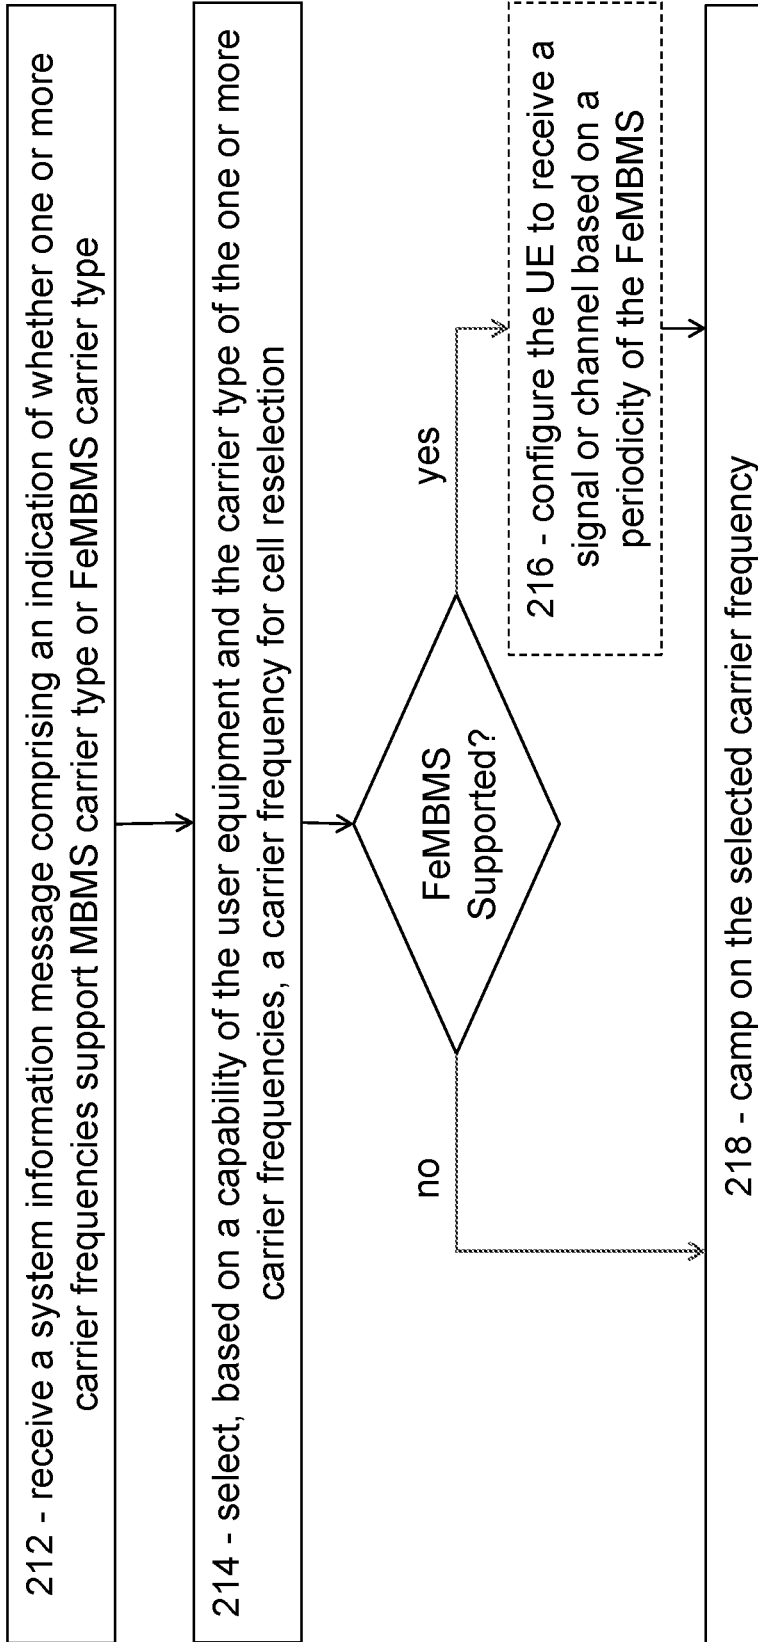 212 - receive a system information message comprising an indication of whether one or more
carrier frequencies support MBMS carrier type or FeMBMS carrier type
214 - select, based on a capability of the user equipment and the carrier type of the one or more
carrier frequencies, a carrier frequency for cell reselection
FeMBMS
Supported?
no
yes
216 - configure the UE to receive a
signal or channel based on a
periodicity of the FeMBMS
218 - camp on the selected carrier frequency